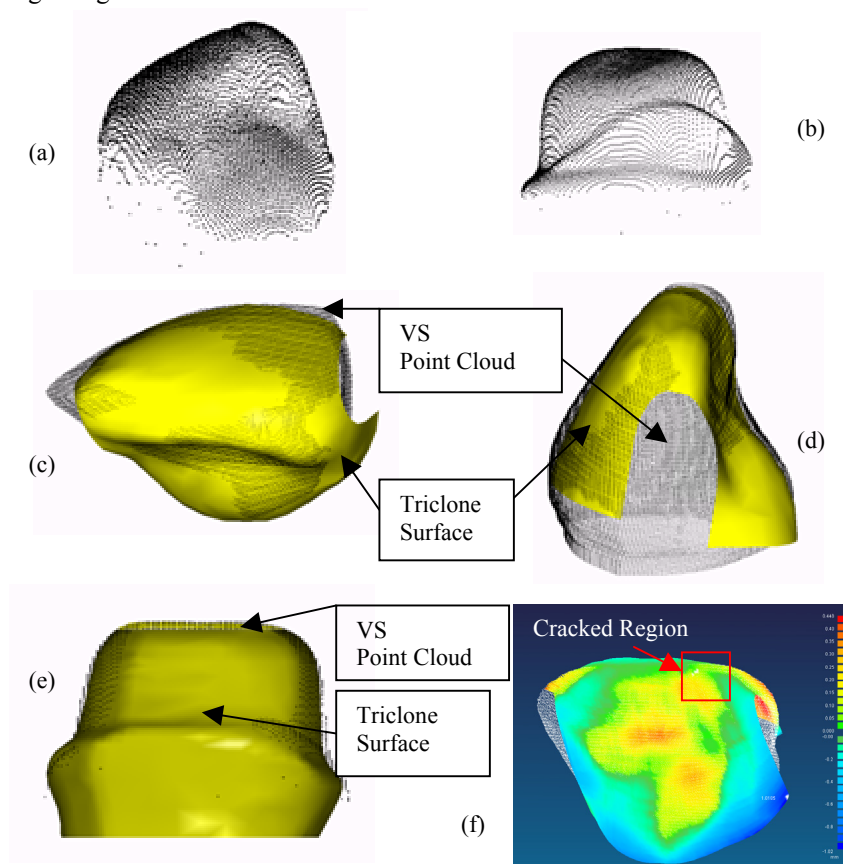 (a)
(b)
VS
Point Cloud
(c)
(d)
Triclone
Surface
VS
Point Cloud
Cracked Region
(e)
Triclone
Surface
(f)